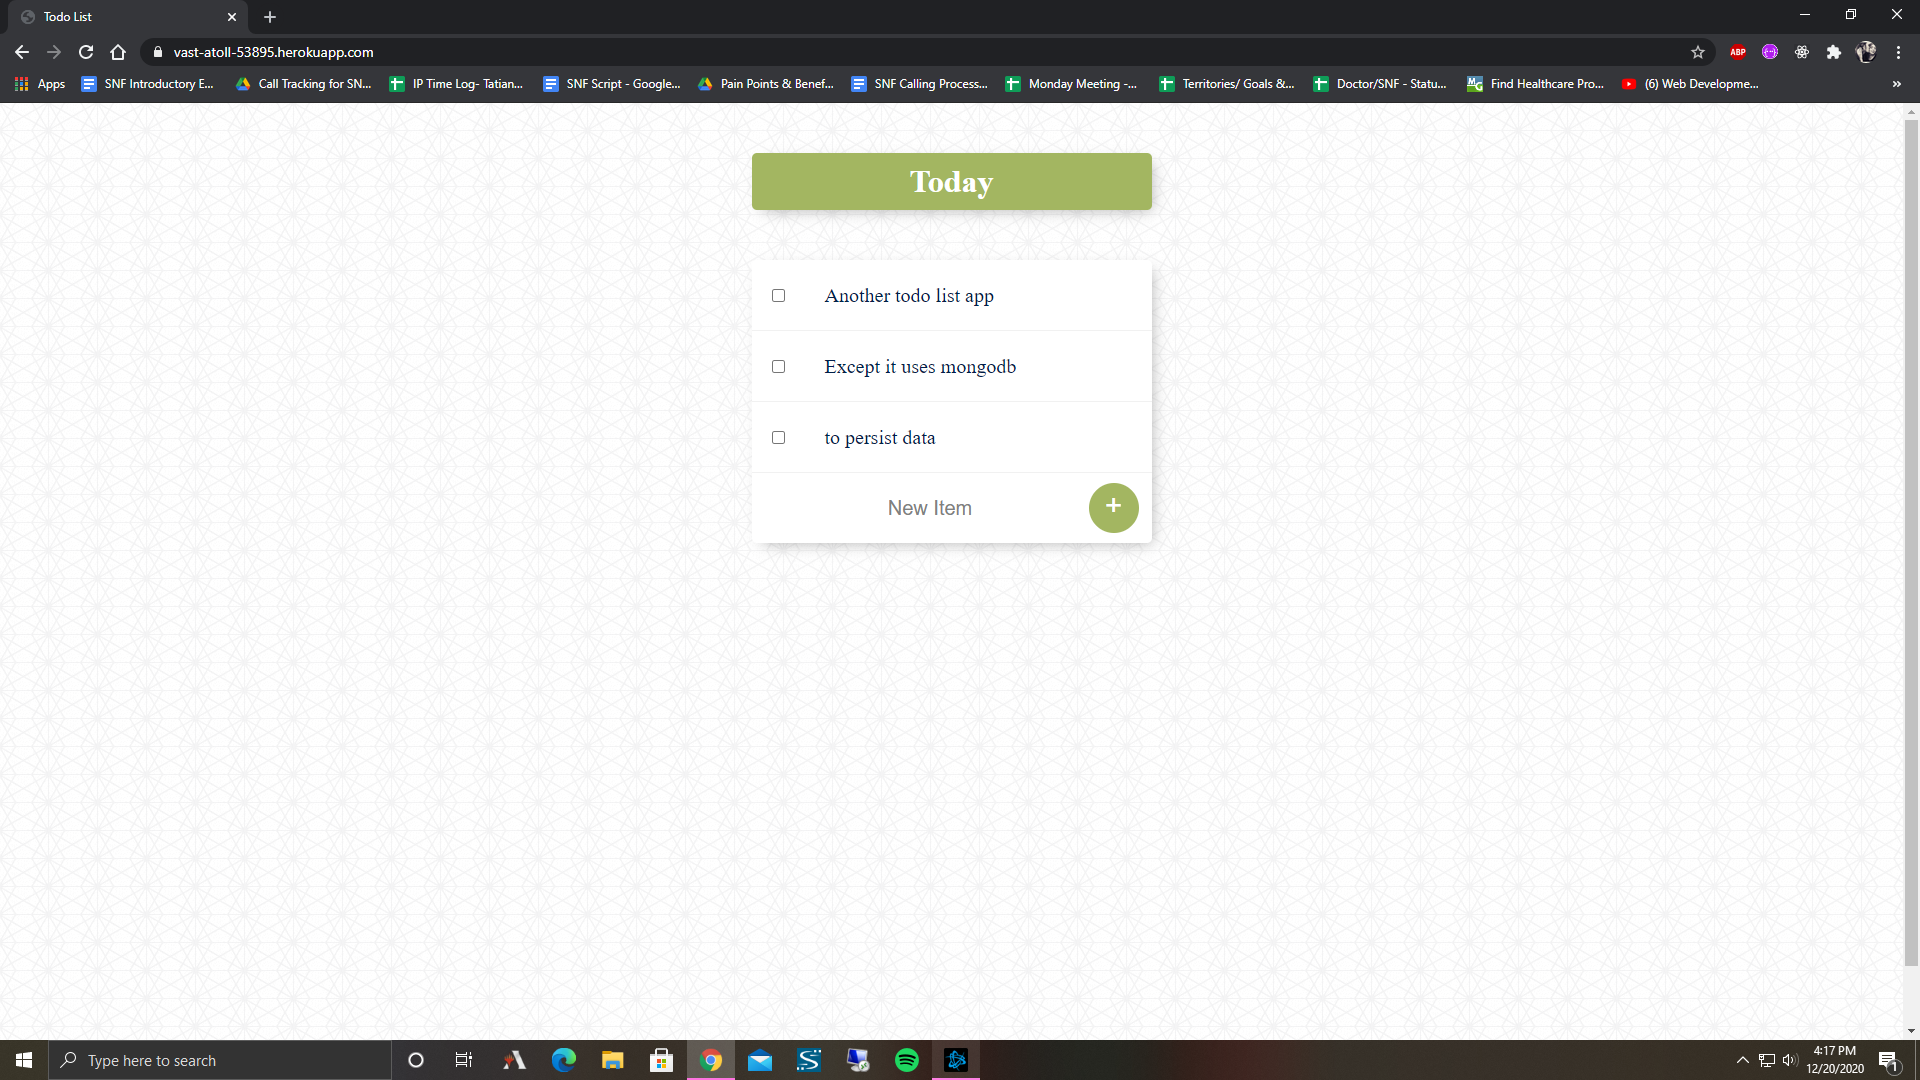 Todo List
vast-atoll-53895.herokuapp.com
ABP
Apps
SNF Introductory E...
Call Tracking for SN...
IP Time Log- Tatian...
SNF Script - Google...
Pain Points & Benef...
SNF Calling Process...
Monday Meeting -...
Territories/ Goals &...
Doctor/SNF - Statu...
Find Healthcare Pro...
(6) Web Developme...
Today
Another todo list app
Except it uses mongodb
to persist data
New Item
+
Type here to search
4:17 PM
12/20/2020
1